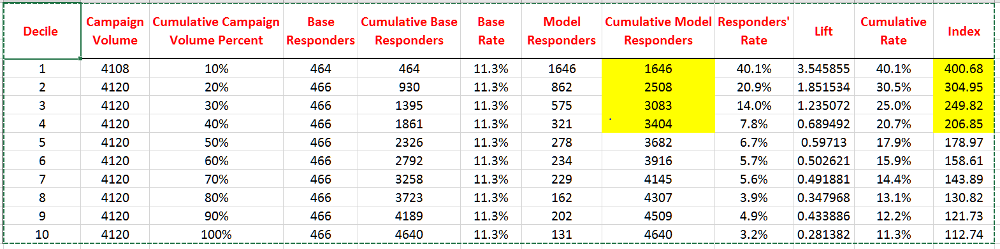 Decile Campaign Volume Cumulative Campaign Volume Percent Base Responders Cumulative Base Responders Base Rate Model Responders Cumulative Model Responders Responders' Rate Lift Cumulative Rate Index
1 4108 10% 464 464 11.3% 1646 1646 40.1% 3.545855 40.1% 400.68
2 4120 20% 466 930 11.3% 862 2508 20.9% 1.851534 30.5% 304.95
3 4120 30% 466 1395 11.3% 575 3083 14.0% 1.235072 25.0% 249.82
4 4120 40% 466 1861 11.3% 321 3404 7.8% 0.689492 20.7% 206.85
5 4120 50% 466 2326 11.3% 278 3682 6.7% 0.59713 17.9% 178.97
6 4120 60% 466 2792 11.3% 234 3916 5.7% 0.502621 15.9% 158.61
7 4120 70% 466 3258 11.3% 229 4145 5.6% 0.491881 14.4% 143.89
8 4120 80% 466 3723 11.3% 162 4307 3.9% 0.347968 13.1% 130.82
9 4120 90% 466 4189 11.3% 202 4509 4.9% 0.433886 12.2% 121.73
10 4120 100% 466 4640 11.3% 131 4640 3.2% 0.281382 11.3% 112.74